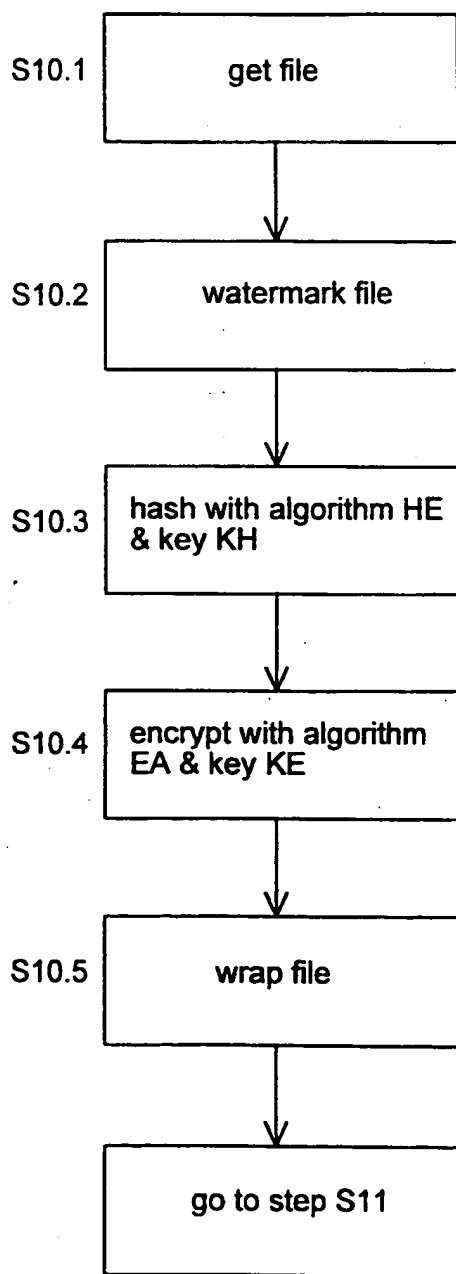 S10.1
get file
S10.2
watermark file
S10.3
hash with algorithm HE
& key KH
S10.4
encrypt with algorithm
EA & key KE
S10.5
wrap file
go to step S11